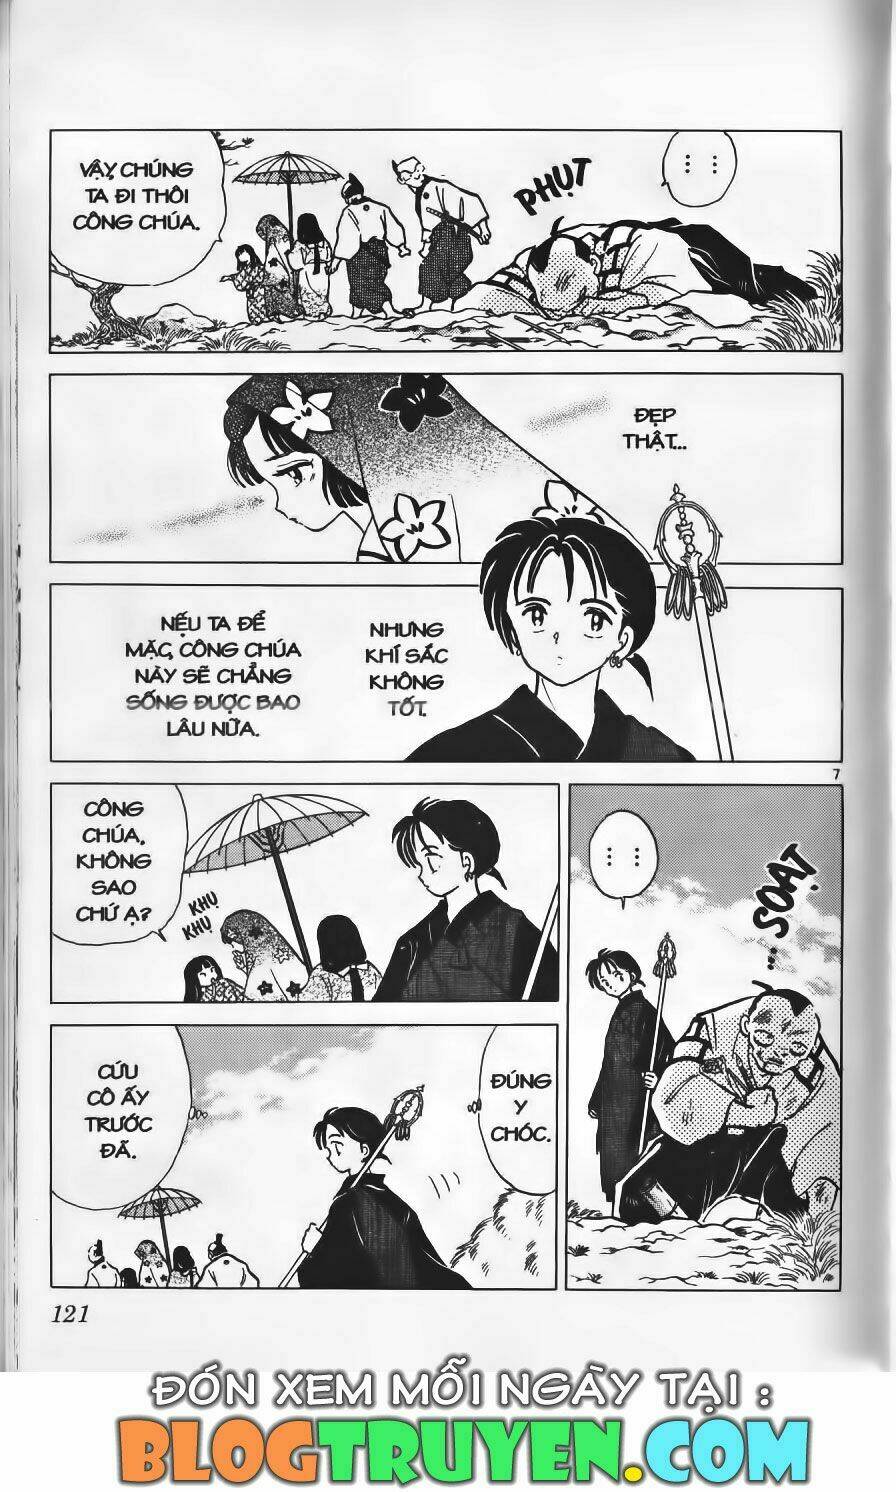 VẬY, CHÚNG
TA ĐI THÔI
CÔNG CHÚA.
PHỤT
ĐẸP
THẬT...
NHƯNG
KHÍ SẮC
KHÔNG
TỐT.
NẾU TA ĐỂ
MẶC, CÔNG CHÚA
NÀY SẼ CHẲNG
SỐNG ĐƯỢC BAO
LÂU NỮA.
7
... SOẠT
CÔNG
CHÚA,
KHÔNG
SAO
CHỨ Ạ?
KHU
KHU
ĐÚNG
Y
CHÓC.
CỨU
CÔ ẤY
TRƯỚC
ĐÃ.
121
ĐÓN XEM MỖI NGÀY TẠI :
BLOGTRUYEN.COM